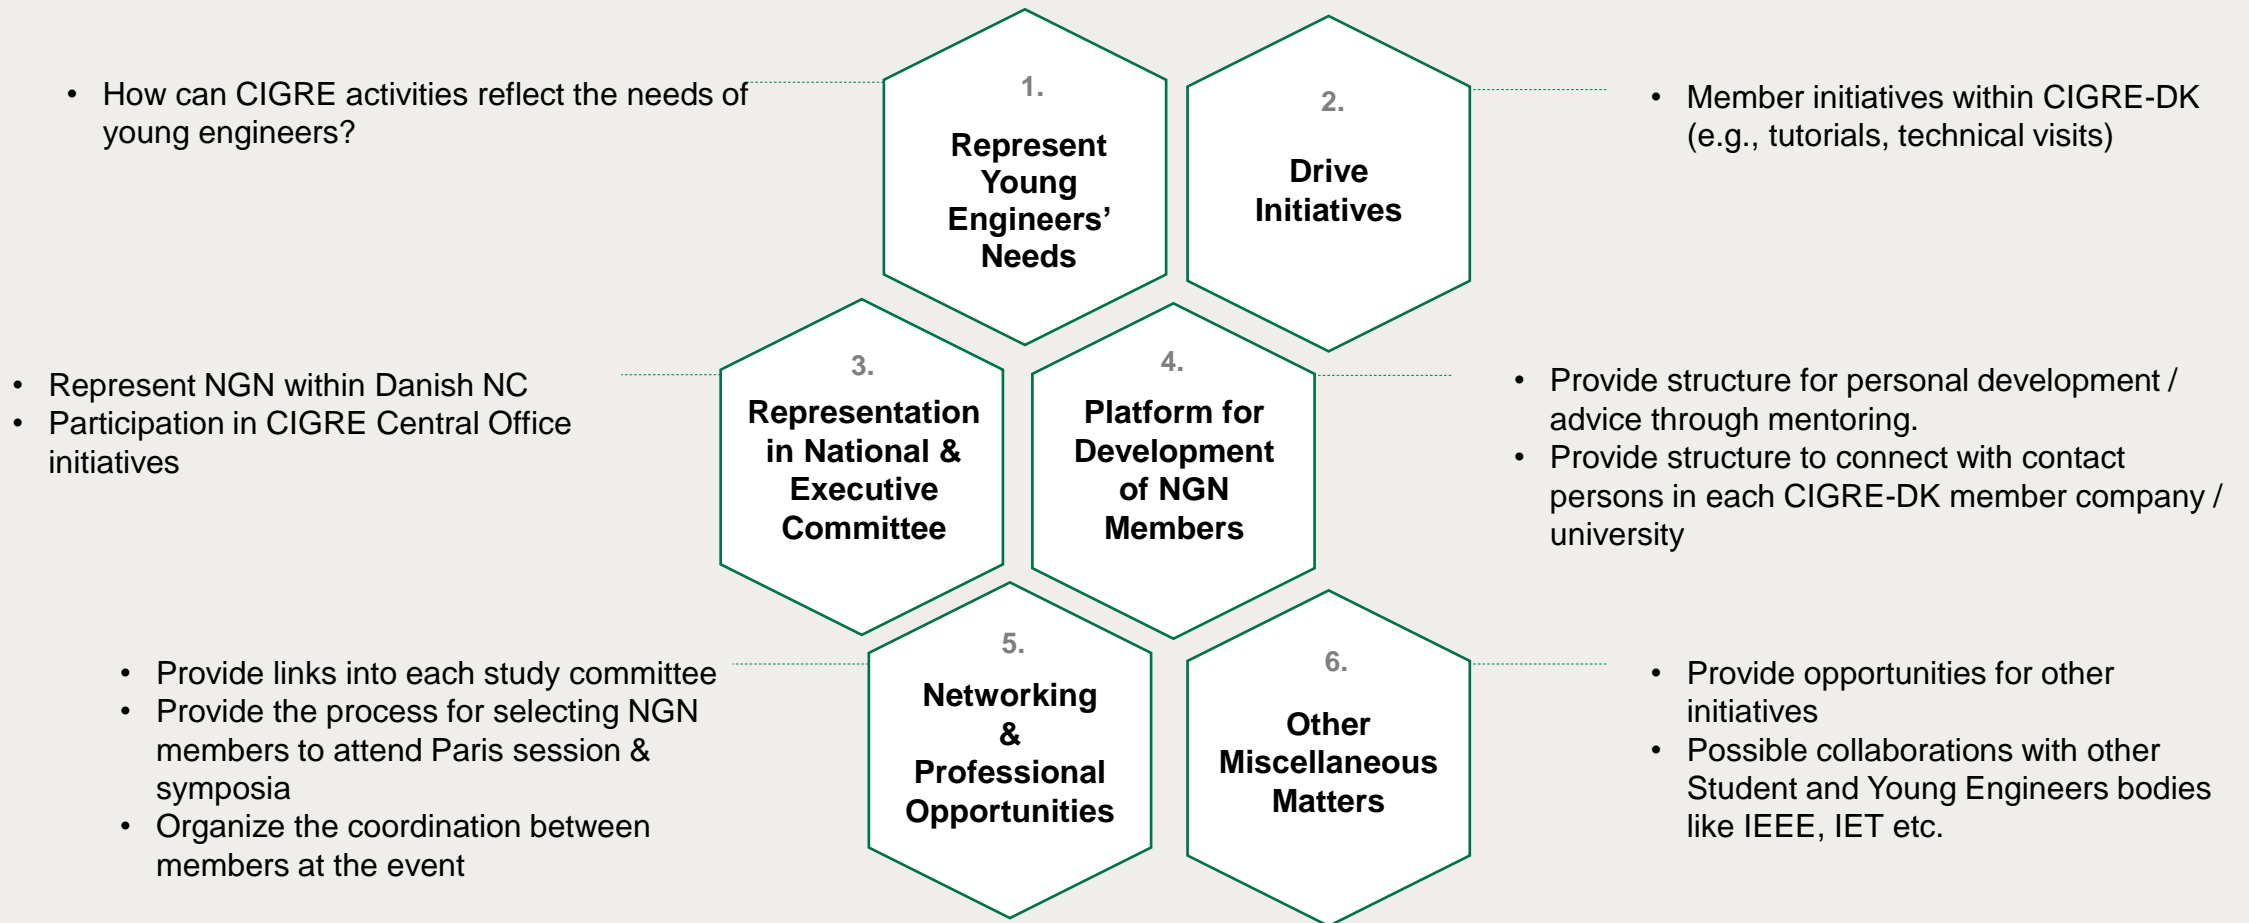 • How can CIGRE activities reflect the needs of
young engineers?
1.
Represent
Young
Engineers’
Needs
2.
Drive
Initiatives
• Member initiatives within CIGRE-DK
(e.g., tutorials, technical visits)
• Represent NGN within Danish NC
• Participation in CIGRE Central Office
initiatives
3.
Representation
in National &
Executive
Committee
4.
Platform for
Development
of NGN
Members
• Provide structure for personal development /
advice through mentoring.
• Provide structure to connect with contact
persons in each CIGRE-DK member company /
university
• Provide links into each study committee
• Provide the process for selecting NGN
members to attend Paris session &
symposia
• Organize the coordination between
members at the event
5.
Networking
&
Professional
Opportunities
6.
Other
Miscellaneous
Matters
• Provide opportunities for other
initiatives
• Possible collaborations with other
Student and Young Engineers bodies
like IEEE, IET etc.